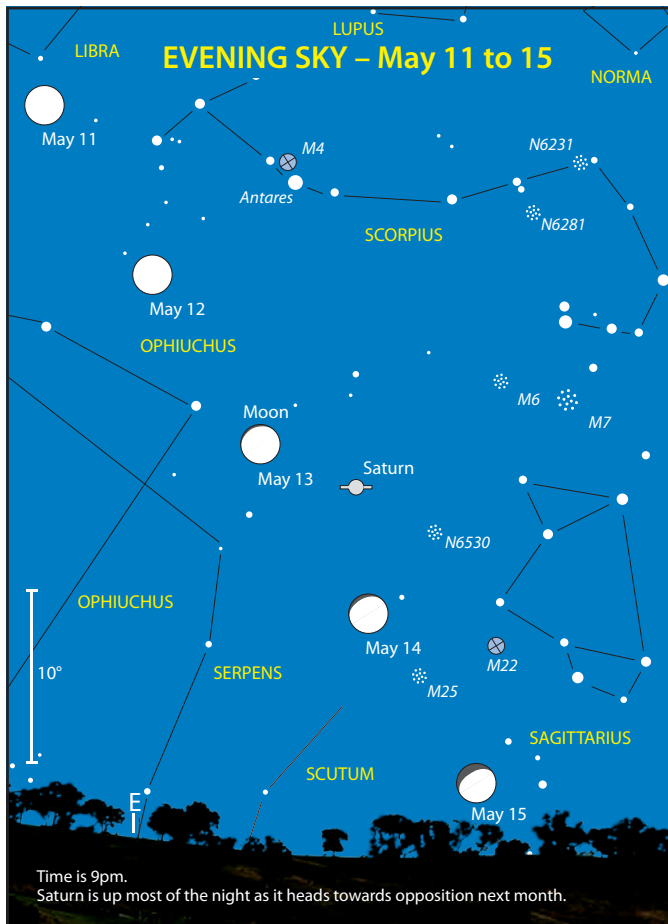 LUPUS
LIBRA
EVENING SKY – May 11 to 15
NORMA
May 11
M4
N6231
Antares
N6281
SCORPIUS
May 12
OPHIUCHUS
M6
Moon
M7
Saturn
May 13
N6530
OPHIUCHUS
May 14
10°
SERPENS
M22
M25
SAGITTARIUS
SCUTUM
E
May 15
Time is 9pm.
Saturn is up most of the night as it heads towards opposition next month.